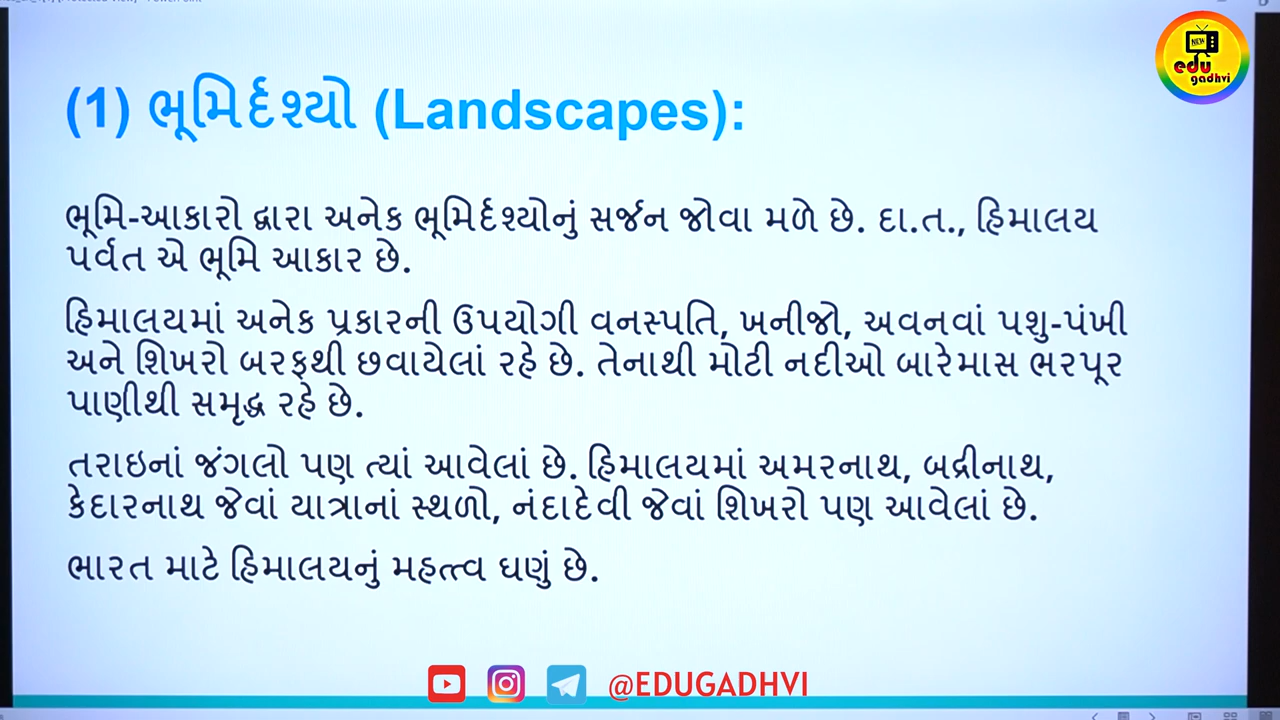 (1) ભૂમિર્દશ્યો (Landscapes):
ભૂમિ-આકારો દ્વારા અનેક ભૂમિર્દશ્યોનું સર્જન જોવા મળે છે. દા.ત., હિમાલય
પર્વત એ ભૂમિ આકાર છે.
હિમાલયમાં અનેક પ્રકારની ઉપયોગી વનસ્પતિ, ખનીજો, અવનવાં પશુ-પંખી
અને શિખરો બરફથી છવાયેલાં રહે છે. તેનાથી મોટી નદીઓ બારેમાસ ભરપૂર
પાણીથી સમૃદ્ધ રહે છે.
તરાઇનાં જંગલો પણ ત્યાં આવેલાં છે. હિમાલયમાં અમરનાથ, બદ્રીનાથ,
કેદારનાથ જેવાં યાત્રાનાં સ્થળો, નંદાદેવી જેવાં શિખરો પણ આવેલાં છે.
ભારત માટે હિમાલયનું મહત્ત્વ ઘણું છે.
NEW
edu
gadhvi
@EDUGADHVI